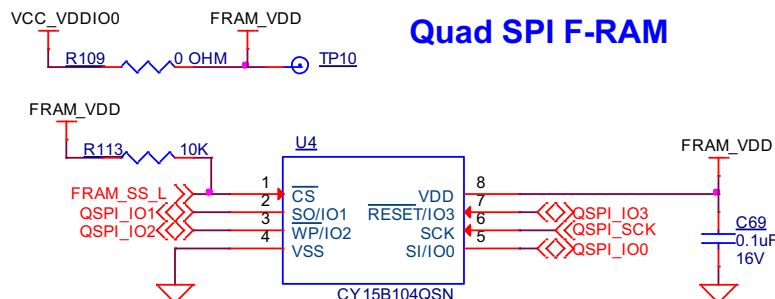 VCC_VDDIO0 FRAM_VDD Quad SPI F-RAM
R109 0 OHM TP10
FRAM_VDD
R113 10K U4 FRAM_VDD
FRAM_SS_L 1 CS VDD 8
QSPI_IO1 2 SO/IO1 RESET/IO3 7 QSPI_IO3
QSPI_IO2 3 WP/IO2 SCK 6 QSPI_SCK
4 VSS SI/IO0 5 QSPI_IO0
C69
0.1uF
16V
CY15B104QSN